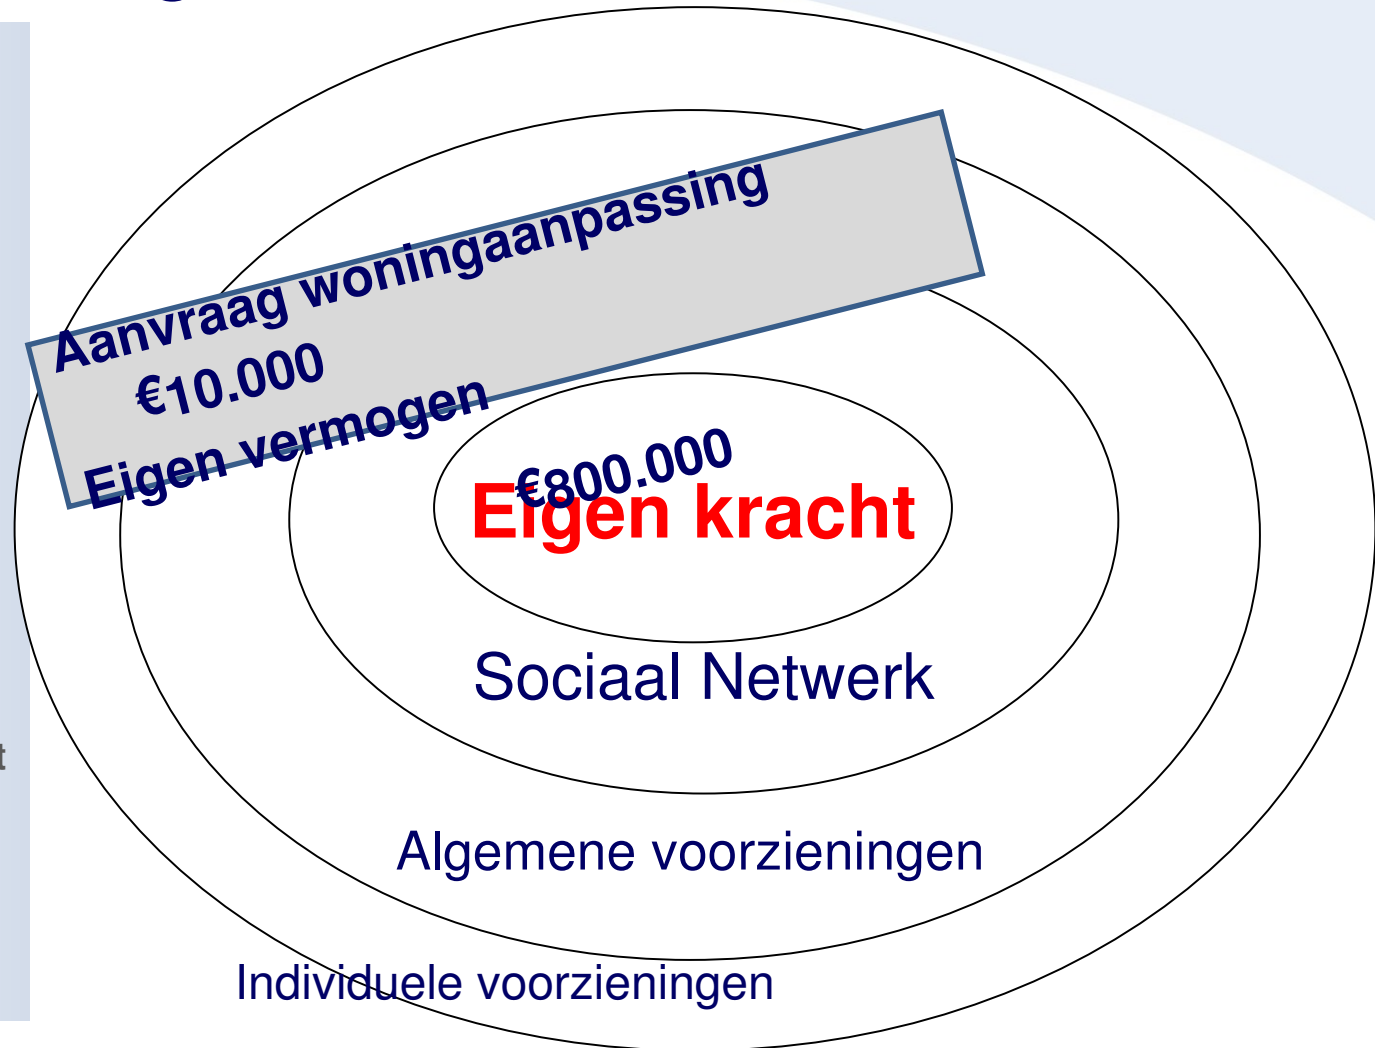 Aanvraag woningaanpassing
€10.000
Eigen vermogen
€800.000
Eigen kracht
Sociaal Netwerk
Algemene voorzieningen
Individuele voorzieningen